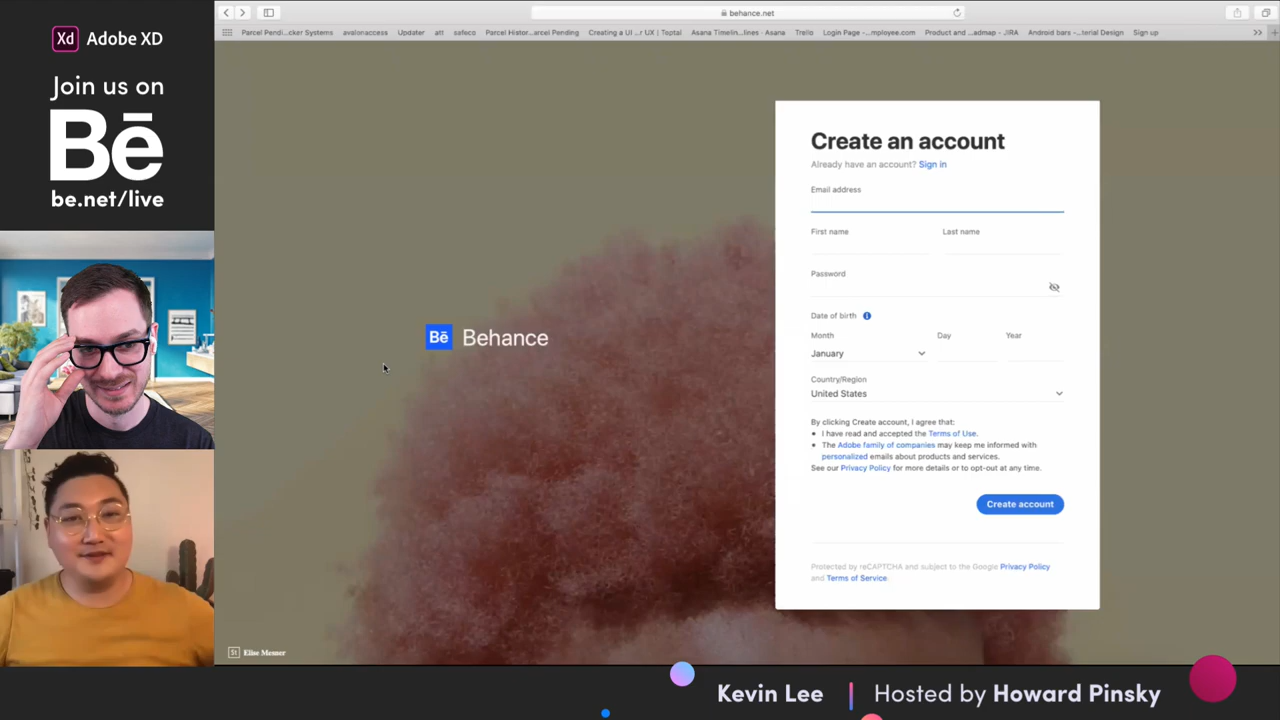 Xd Adobe XD
Join us on
Bē
be.net/live
behance.net
Parcel Pendi...cker Systems avalonaccess Updater att safeco Parcel Histor...arcel Pending Creating a UI ...r UX | Toptal Asana Timelin...lines · Asana Trello Login Page -...mployee.com Product and ...admap - JIRA Android bars -...terial Design Sign up
Create an account
Already have an account? Sign in
Email address
First name Last name
Password
Date of birth
Month Day Year
January
Country/Region
United States
By clicking Create account, I agree that:
• I have read and accepted the Terms of Use.
• The Adobe family of companies may keep me informed with
personalized emails about products and services.
See our Privacy Policy for more details or to opt-out at any time.
Create account
Protected by reCAPTCHA and subject to the Google Privacy Policy
and Terms of Service.
Bē Behance
St Elise Mesner
Kevin Lee | Hosted by Howard Pinsky